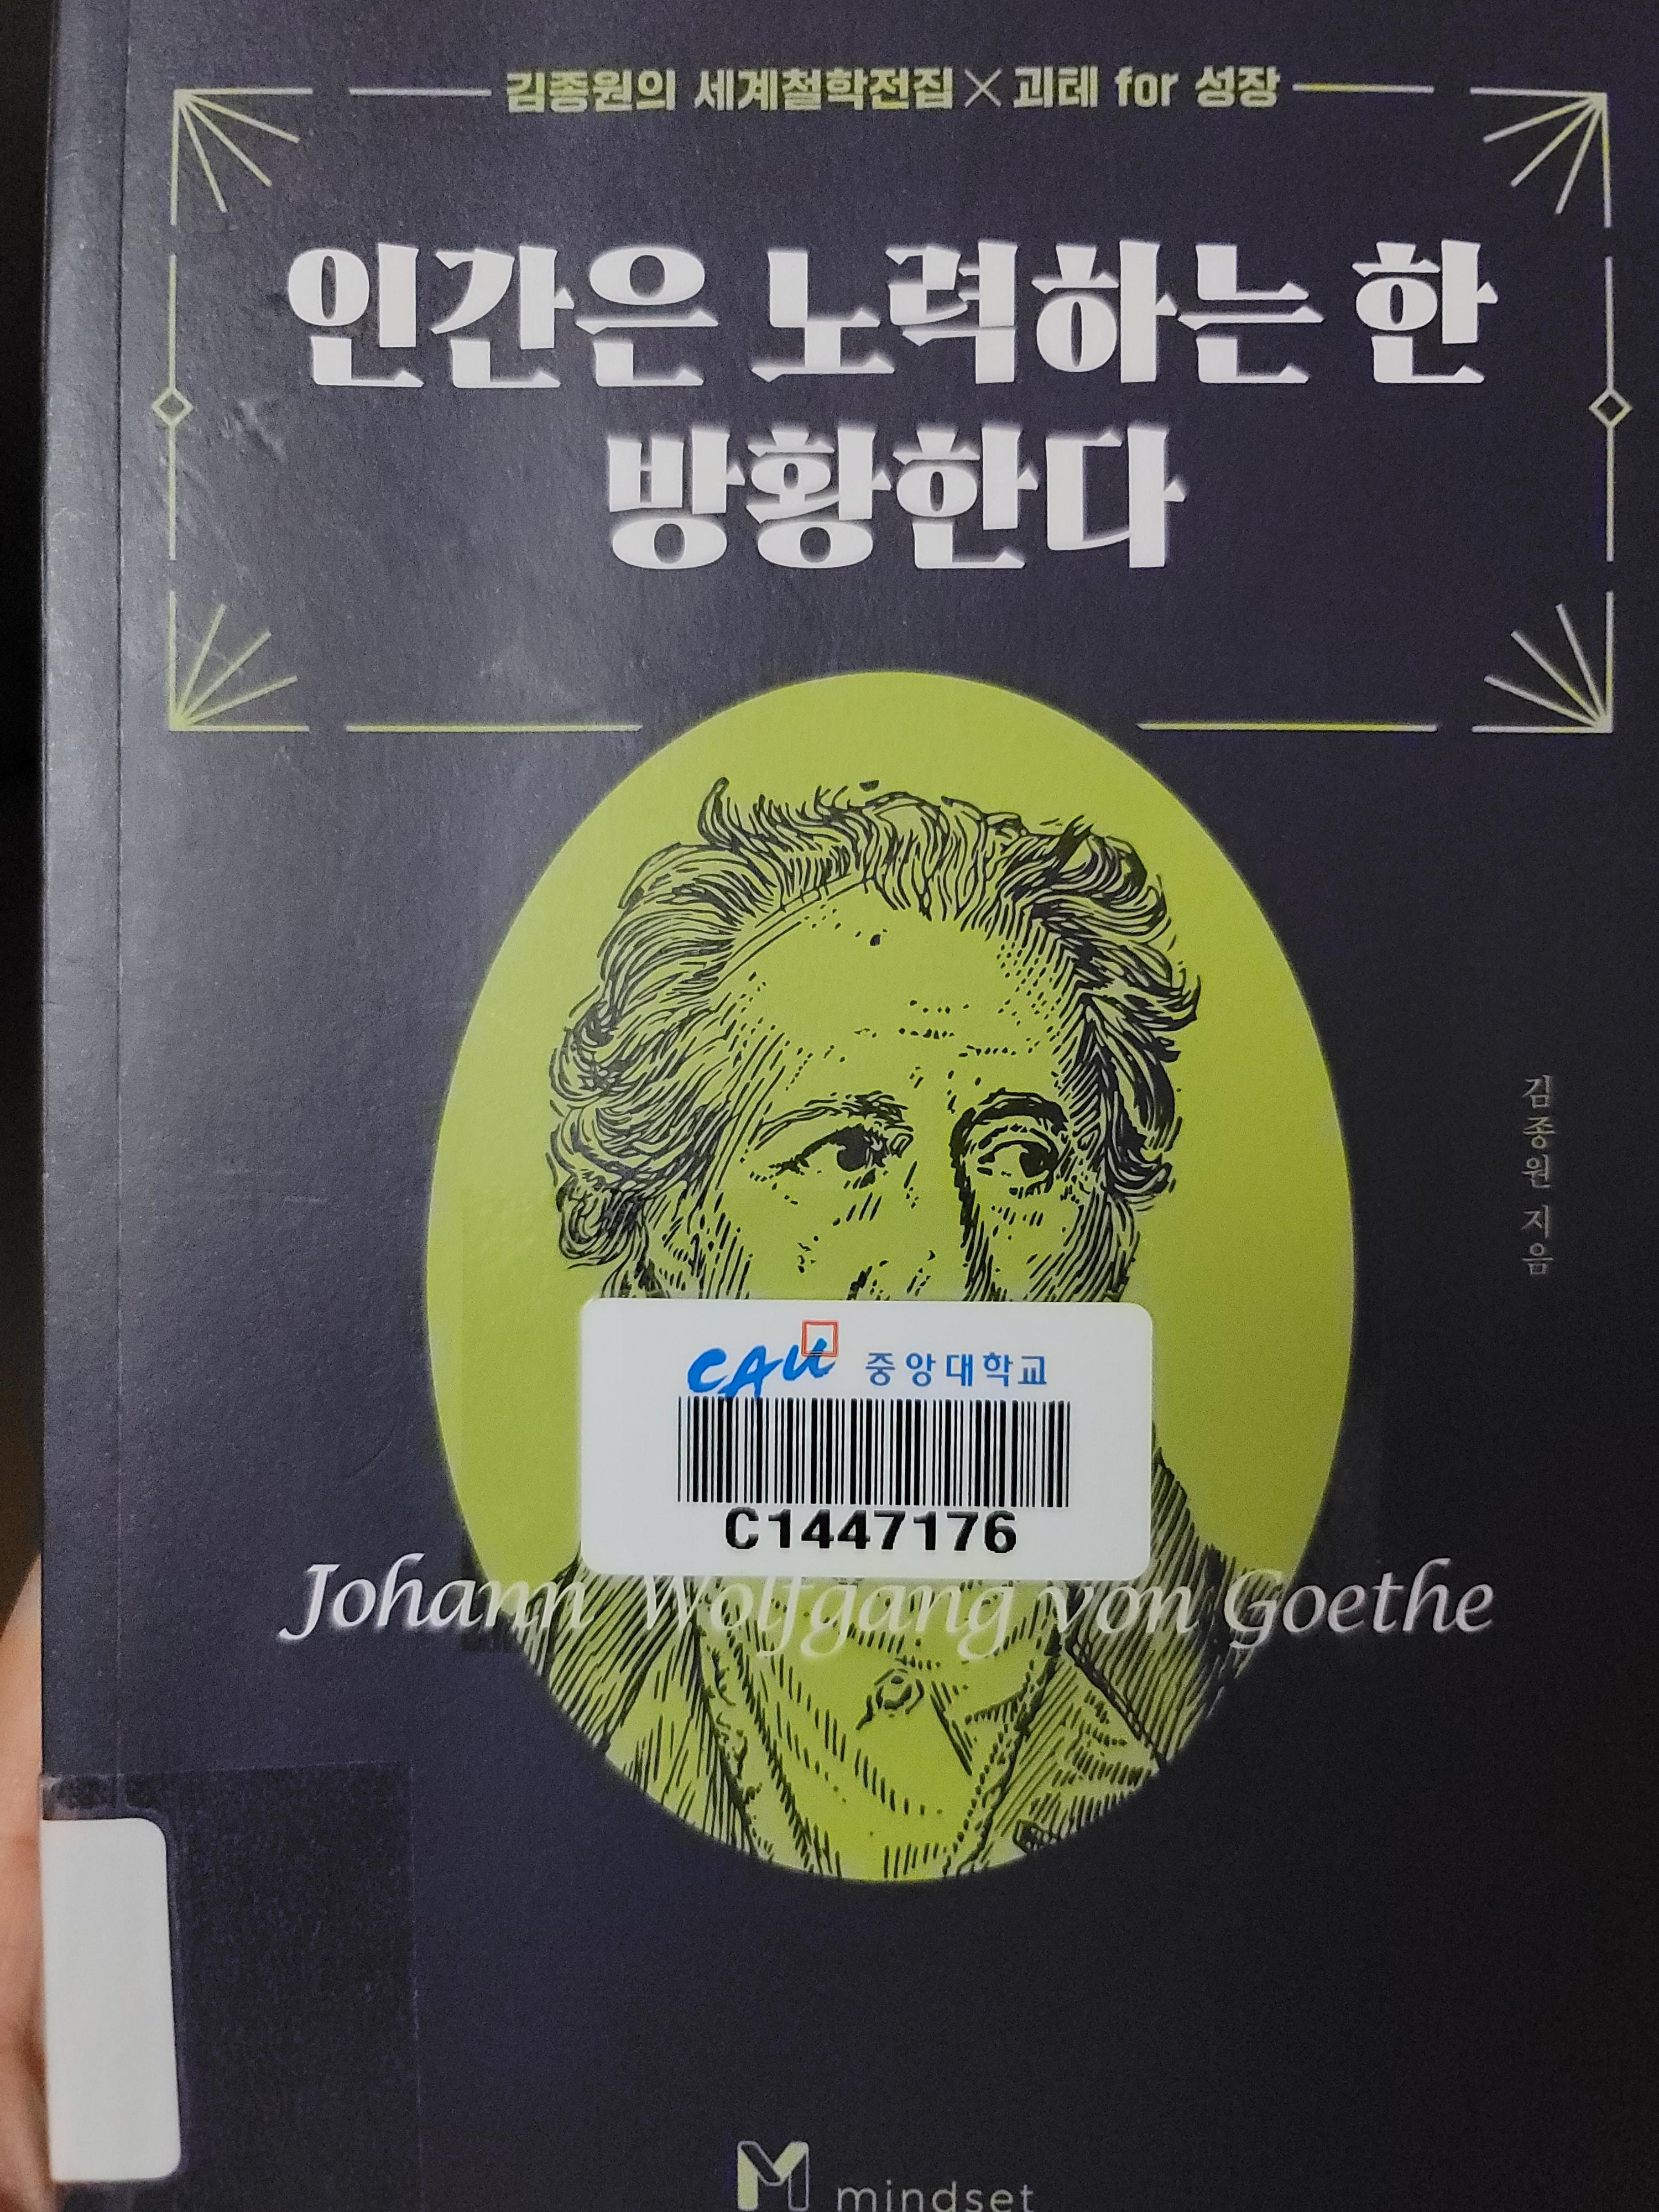 김종원의 세계철학전집×괴테 for 성장
인간은 노력하는 한
방황한다
김종원 지음
CAU 중앙대학교
C1447176
Johann Wolfgang von Goethe
M mindset